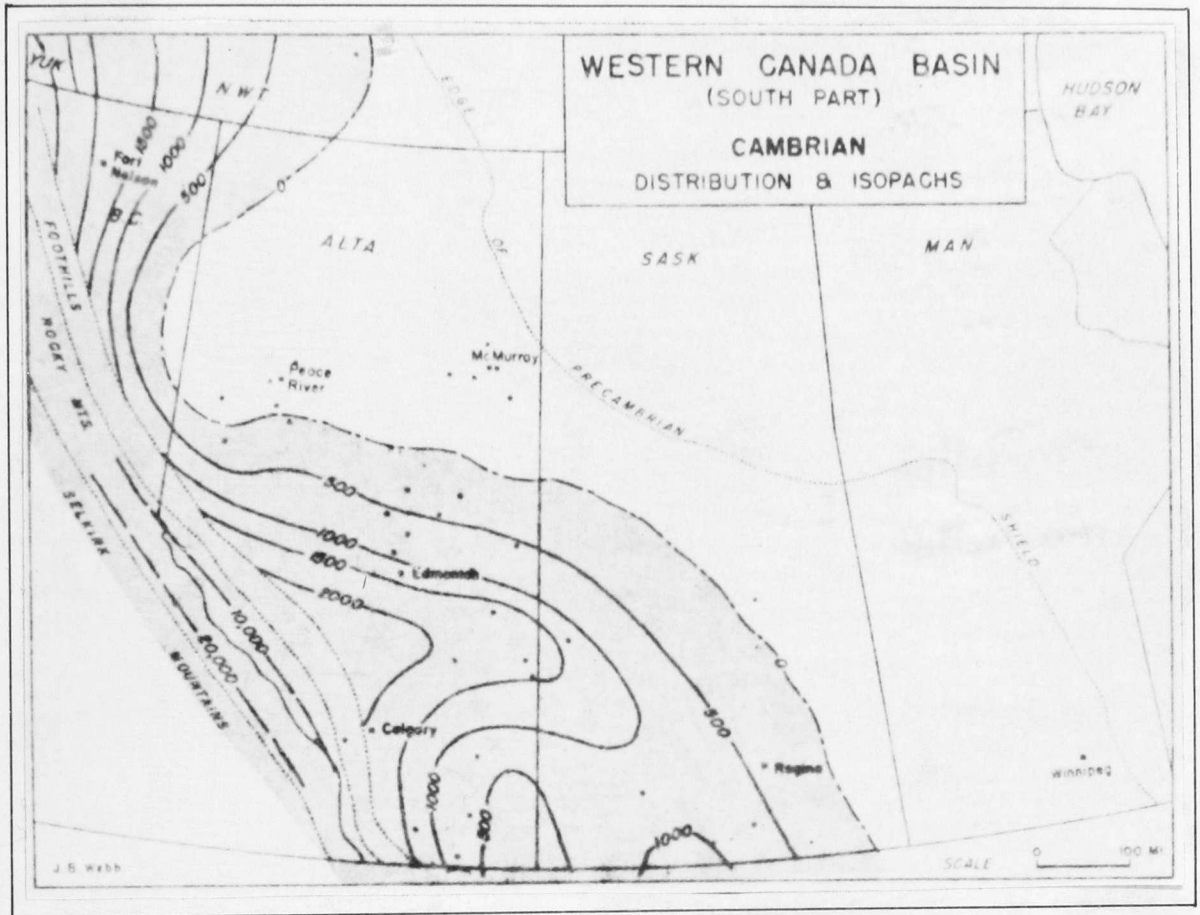 WESTERN CANADA BASIN
(SOUTH PART)
CAMBRIAN
DISTRIBUTION & ISOPACHS
YUK
N W T
HUDSON
BAY
EDGE
OF
PRECAMBRIAN
SHIELD
Fort
Nelson
1500
1000
500
0
B C
ALTA
SASK
MAN
FOOTHILLS
ROCKY
MTS.
SELKIRK
MOUNTAINS
Peace
River
McMurray
500
1000
1500
2000
Edmonton
10,000
20,000
0
500
Calgary
1000
500
1000
Regina
Winnipeg
J. B. Webb
SCALE
0
100 MI